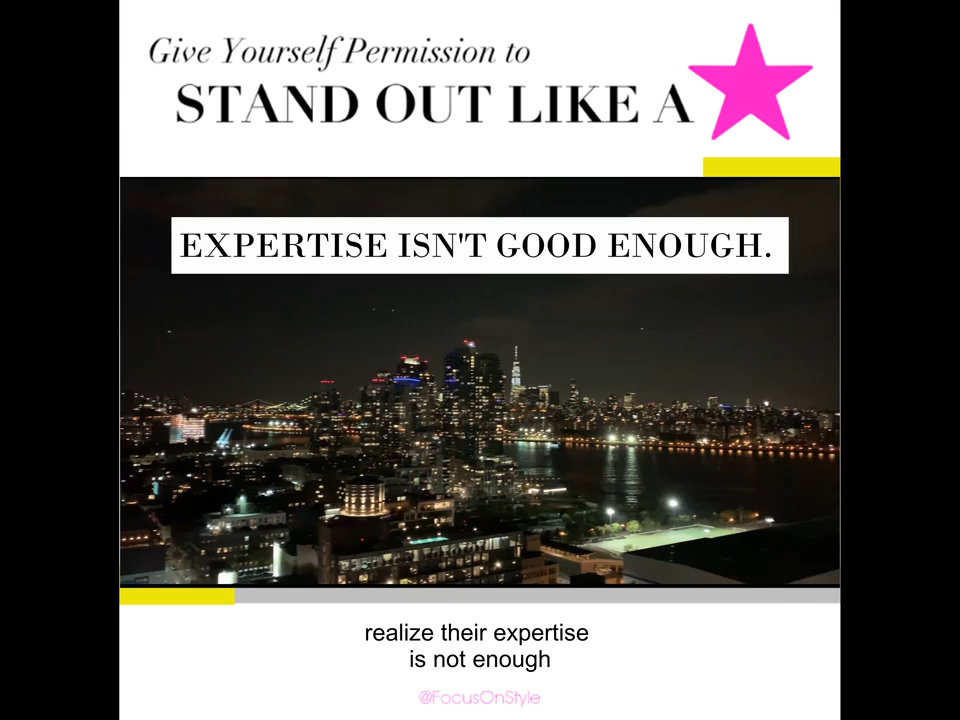 Give Yourself Permission to
STAND OUT LIKE A
EXPERTISE ISN'T GOOD ENOUGH.
realize their expertise
is not enough
@FocusOnStyle